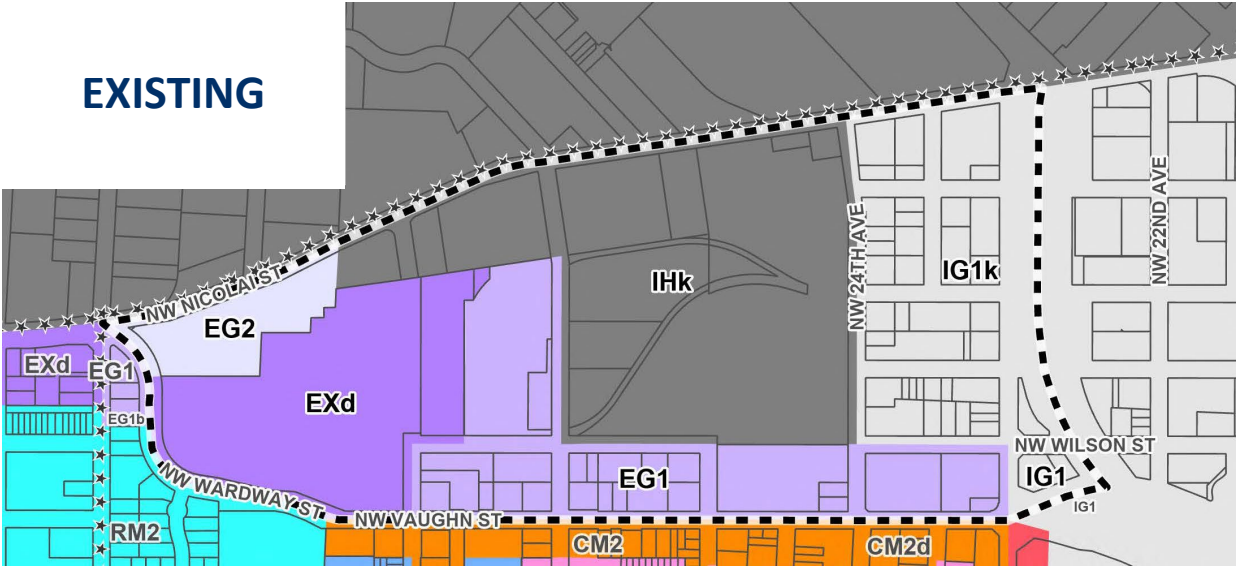 EXISTING
NW NICOLAI ST
NW 24TH AVE
NW 22ND AVE
IHk
IG1k
EG2
EXd
EG1
EXd
EG1b
NW WILSON ST
EG1
IG1
IG1
NW WARDWAY ST
NW VAUGHN ST
RM2
CM2
CM2d